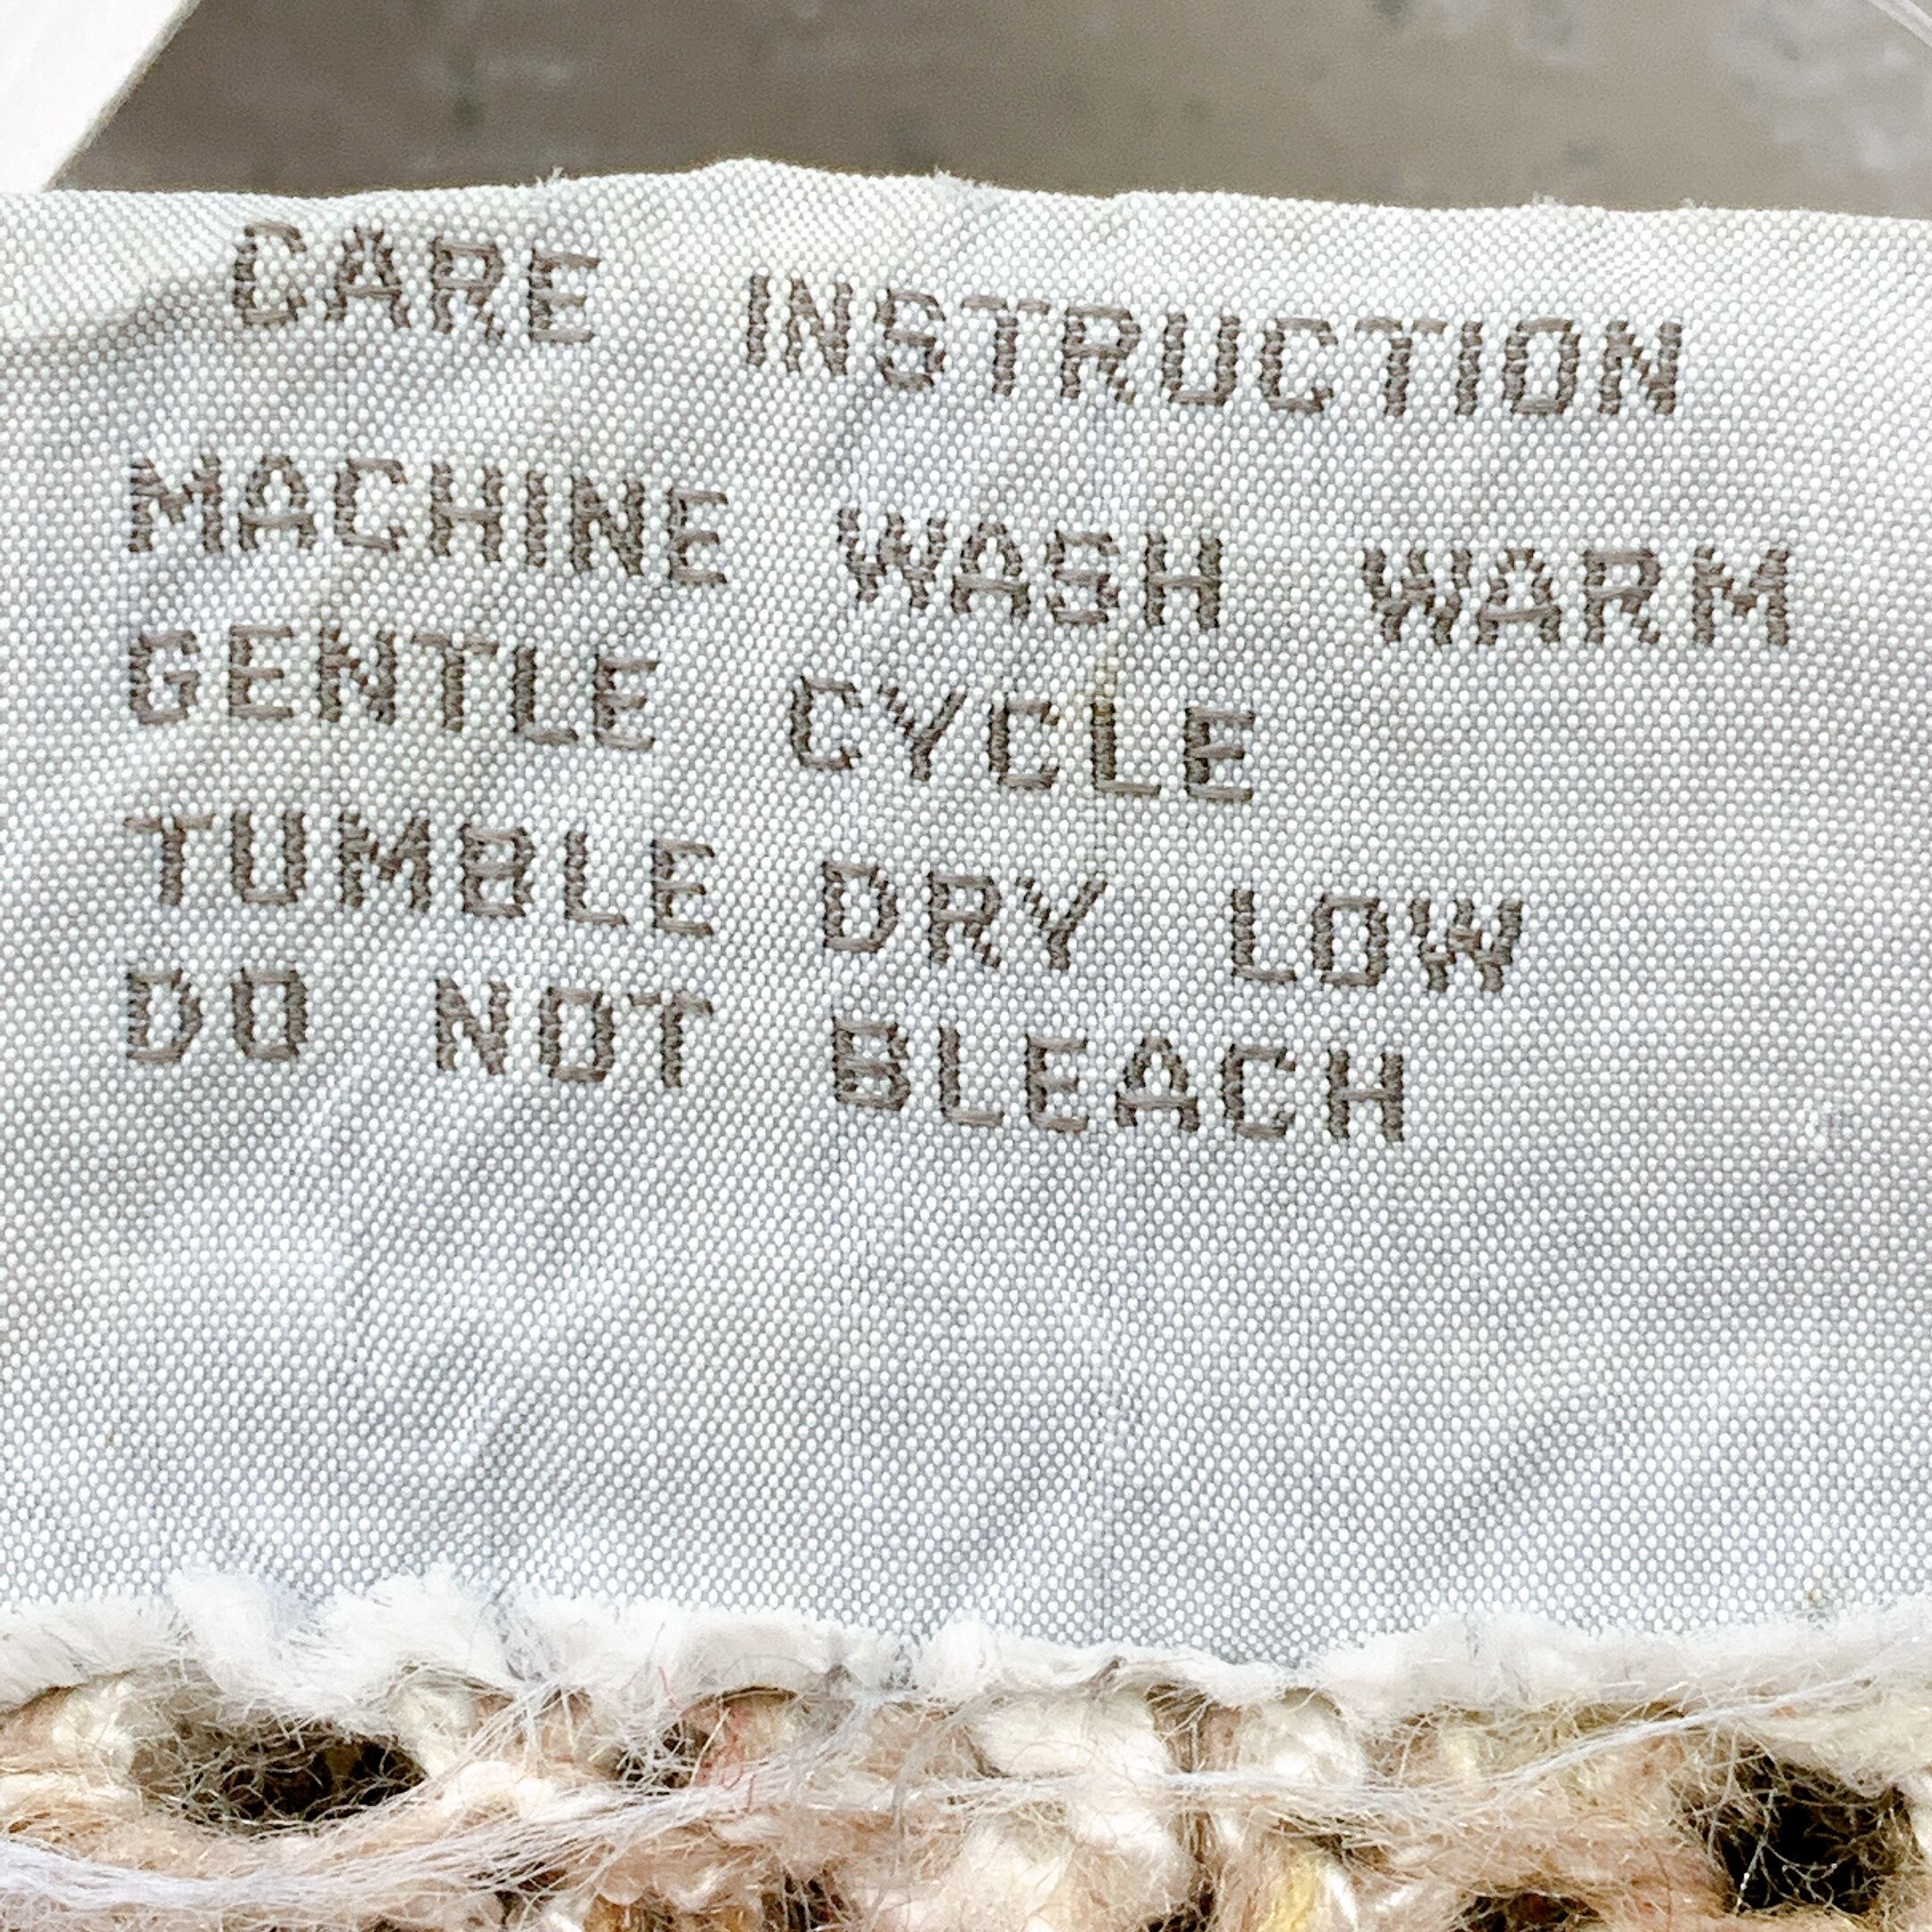 CARE INSTRUCTION
MACHINE WASH WARM
GENTLE CYCLE
TUMBLE DRY LOW
DO NOT BLEACH